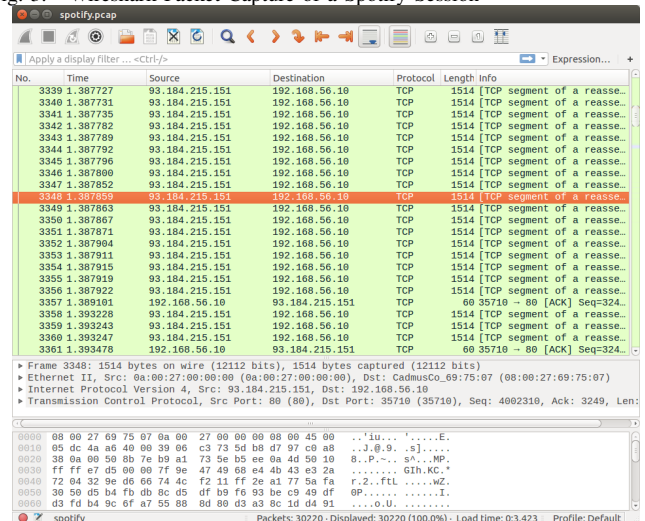 spotify.pcap
Apply a display filter ... <Ctrl-/>
Expression... +
No. Time Source Destination Protocol Length Info
3339 1.387727 93.184.215.151 192.168.56.10 TCP 1514 [TCP segment of a reasse…
3340 1.387731 93.184.215.151 192.168.56.10 TCP 1514 [TCP segment of a reasse…
3341 1.387735 93.184.215.151 192.168.56.10 TCP 1514 [TCP segment of a reasse…
3342 1.387782 93.184.215.151 192.168.56.10 TCP 1514 [TCP segment of a reasse…
3343 1.387789 93.184.215.151 192.168.56.10 TCP 1514 [TCP segment of a reasse…
3344 1.387792 93.184.215.151 192.168.56.10 TCP 1514 [TCP segment of a reasse…
3345 1.387796 93.184.215.151 192.168.56.10 TCP 1514 [TCP segment of a reasse…
3346 1.387800 93.184.215.151 192.168.56.10 TCP 1514 [TCP segment of a reasse…
3347 1.387852 93.184.215.151 192.168.56.10 TCP 1514 [TCP segment of a reasse…
3348 1.387859 93.184.215.151 192.168.56.10 TCP 1514 [TCP segment of a reasse…
3349 1.387863 93.184.215.151 192.168.56.10 TCP 1514 [TCP segment of a reasse…
3350 1.387867 93.184.215.151 192.168.56.10 TCP 1514 [TCP segment of a reasse…
3351 1.387871 93.184.215.151 192.168.56.10 TCP 1514 [TCP segment of a reasse…
3352 1.387904 93.184.215.151 192.168.56.10 TCP 1514 [TCP segment of a reasse…
3353 1.387911 93.184.215.151 192.168.56.10 TCP 1514 [TCP segment of a reasse…
3354 1.387915 93.184.215.151 192.168.56.10 TCP 1514 [TCP segment of a reasse…
3355 1.387919 93.184.215.151 192.168.56.10 TCP 1514 [TCP segment of a reasse…
3356 1.387922 93.184.215.151 192.168.56.10 TCP 1514 [TCP segment of a reasse…
3357 1.389101 192.168.56.10 93.184.215.151 TCP 60 35710 → 80 [ACK] Seq=324…
3358 1.393228 93.184.215.151 192.168.56.10 TCP 1514 [TCP segment of a reasse…
3359 1.393243 93.184.215.151 192.168.56.10 TCP 1514 [TCP segment of a reasse…
3360 1.393247 93.184.215.151 192.168.56.10 TCP 1514 [TCP segment of a reasse…
3361 1.393478 192.168.56.10 93.184.215.151 TCP 60 35710 → 80 [ACK] Seq=324…
Frame 3348: 1514 bytes on wire (12112 bits), 1514 bytes captured (12112 bits)
Ethernet II, Src: 0a:00:27:00:00:00 (0a:00:27:00:00:00), Dst: CadmusCo_69:75:07 (08:00:27:69:75:07)
Internet Protocol Version 4, Src: 93.184.215.151, Dst: 192.168.56.10
Transmission Control Protocol, Src Port: 80 (80), Dst Port: 35710 (35710), Seq: 4002310, Ack: 3249, Len:
0000 08 00 27 69 75 07 0a 00 27 00 00 00 08 00 45 00 ..'iu... '.....E.
0010 05 dc 4a a6 40 00 39 06 c3 73 5d b8 d7 97 c0 a8 ..J.@.9. .s].....
0020 38 0a 00 50 8b 7e b9 a1 73 5e b5 ee 0a 4d 50 10 8..P.~.. s^...MP.
0030 ff ff e7 d5 00 00 7f 9e 47 49 68 e4 4b 43 e3 2a ........ GIh.KC.*
0040 72 04 32 9e d6 66 74 4c f2 11 ff 2e a1 77 5a fa r.2..ftL .....wZ.
0050 30 50 d5 b4 fb db 8c d5 df b9 f6 93 be c9 49 df 0P...... ......I.
0060 d3 fd b4 9c 6f a7 55 88 8d 80 d3 a3 8c 1d d4 91 ....o.U. ........
spotify Packets: 30220 · Displayed: 30220 (100.0%) · Load time: 0:3.423 Profile: Default